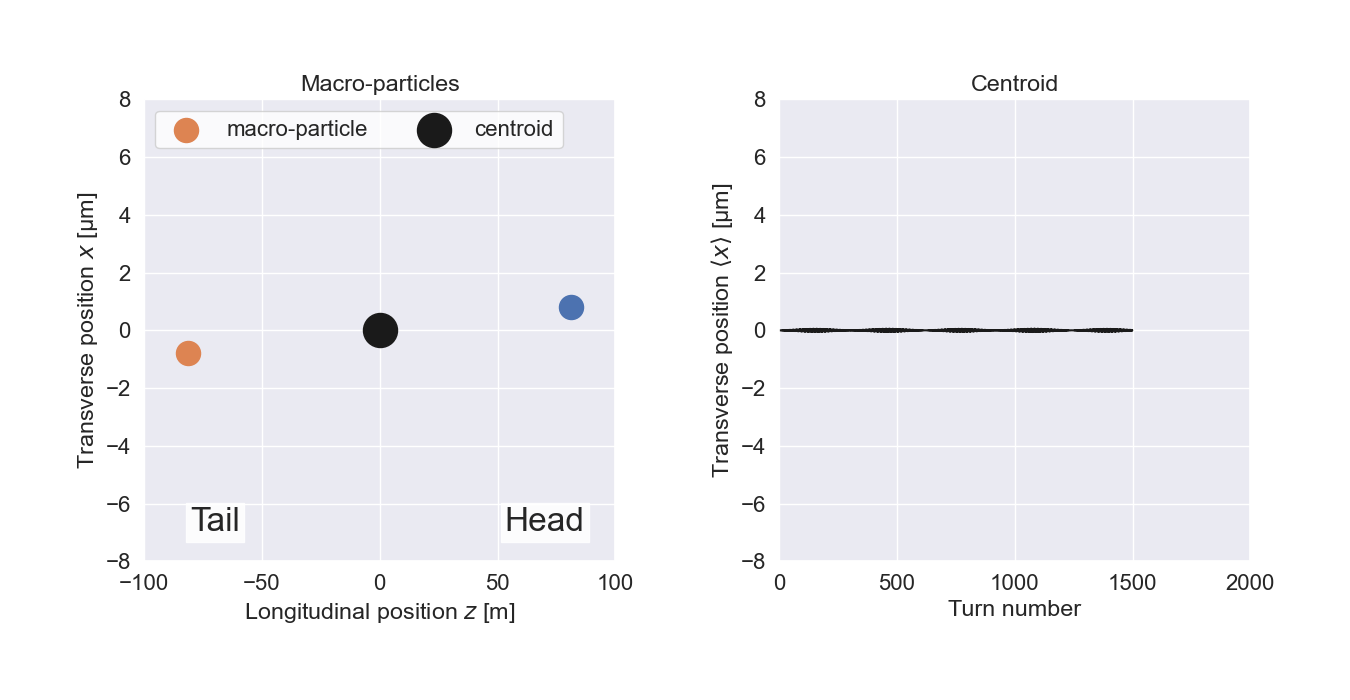 Macro-particles
8
macro-particle centroid
6
4
2
0
−2
−4
−6
−8
Tail Head
−100 −50 0 50 100
Longitudinal position z [m]
Transverse position x [μm]
Centroid
8
6
4
2
0
−2
−4
−6
−8
0 500 1000 1500 2000
Turn number
Transverse position ⟨x⟩ [μm]